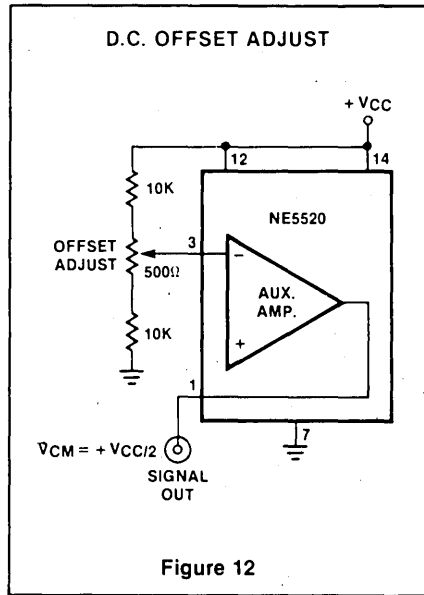 D.C. OFFSET ADJUST
+ VCC
12
14
10K
NE5520
OFFSET
ADJUST
3
500Ω
−
AUX.
AMP.
+
10K
1
7
V̄CM = + VCC/2
SIGNAL
OUT
Figure 12